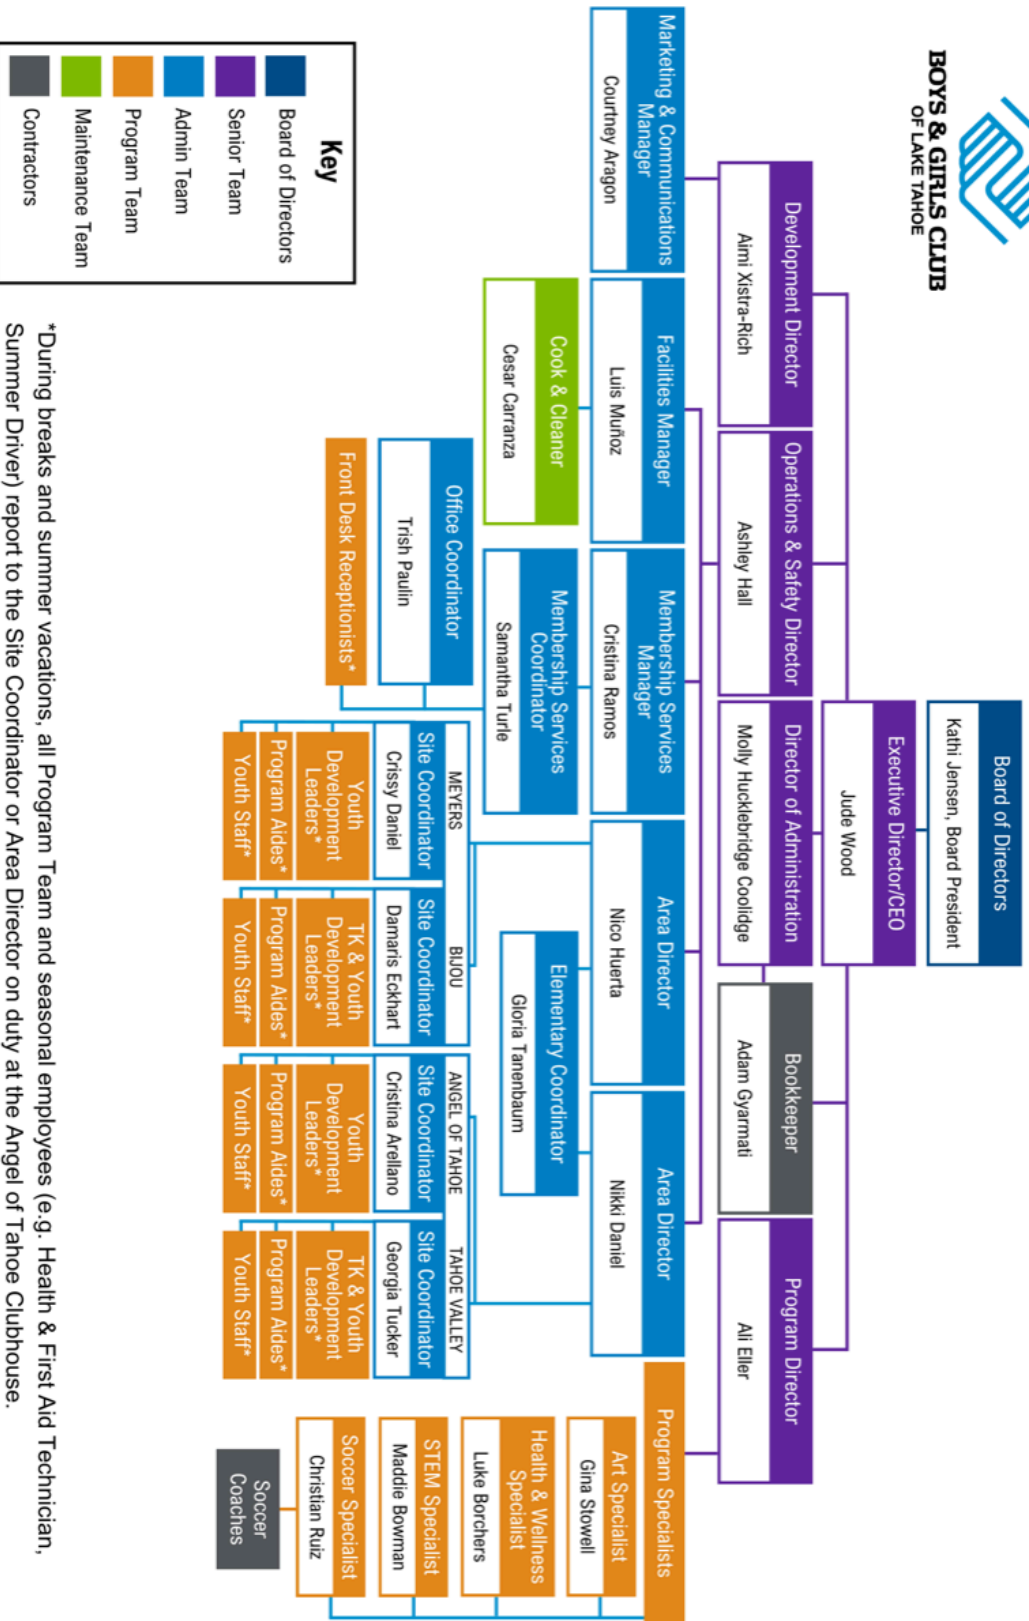 BOYS & GIRLS CLUB
OF LAKE TAHOE
Board of Directors
Kathi Jensen, Board President
Executive Director/CEO
Jude Wood
Development Director
Aimi Xistra-Rich
Operations & Safety Director
Ashley Hall
Director of Administration
Molly Hucklebridge Coolidge
Bookkeeper
Adam Gyarmati
Program Director
Ali Eller
Marketing & Communications
Manager
Courtney Aragon
Facilities Manager
Luis Muñoz
Membership Services
Manager
Cristina Ramos
Area Director
Nico Huerta
Area Director
Nikki Daniel
Program Specialists
Cook & Cleaner
Cesar Carranza
Membership Services
Coordinator
Samantha Turle
Elementary Coordinator
Gloria Tanenbaum
Art Specialist
Gina Stowell
Health & Wellness
Specialist
Luke Borchers
STEM Specialist
Maddie Bowman
Soccer Specialist
Christian Ruiz
Soccer
Coaches
Office Coordinator
Trish Paulin
Front Desk Receptionists*
MEYERS
Site Coordinator
Crissy Daniel
Youth
Development
Leaders*
Program Aides*
Youth Staff*
BIJOU
Site Coordinator
Damaris Eckhart
TK & Youth
Development
Leaders*
Program Aides*
Youth Staff*
ANGEL OF TAHOE
Site Coordinator
Cristina Arellano
Youth
Development
Leaders*
Program Aides*
Youth Staff*
TAHOE VALLEY
Site Coordinator
Georgia Tucker
TK & Youth
Development
Leaders*
Program Aides*
Youth Staff*
Key
Board of Directors
Senior Team
Admin Team
Program Team
Maintenance Team
Contractors
*During breaks and summer vacations, all Program Team and seasonal employees (e.g. Health & First Aid Technician,
Summer Driver) report to the Site Coordinator or Area Director on duty at the Angel of Tahoe Clubhouse.